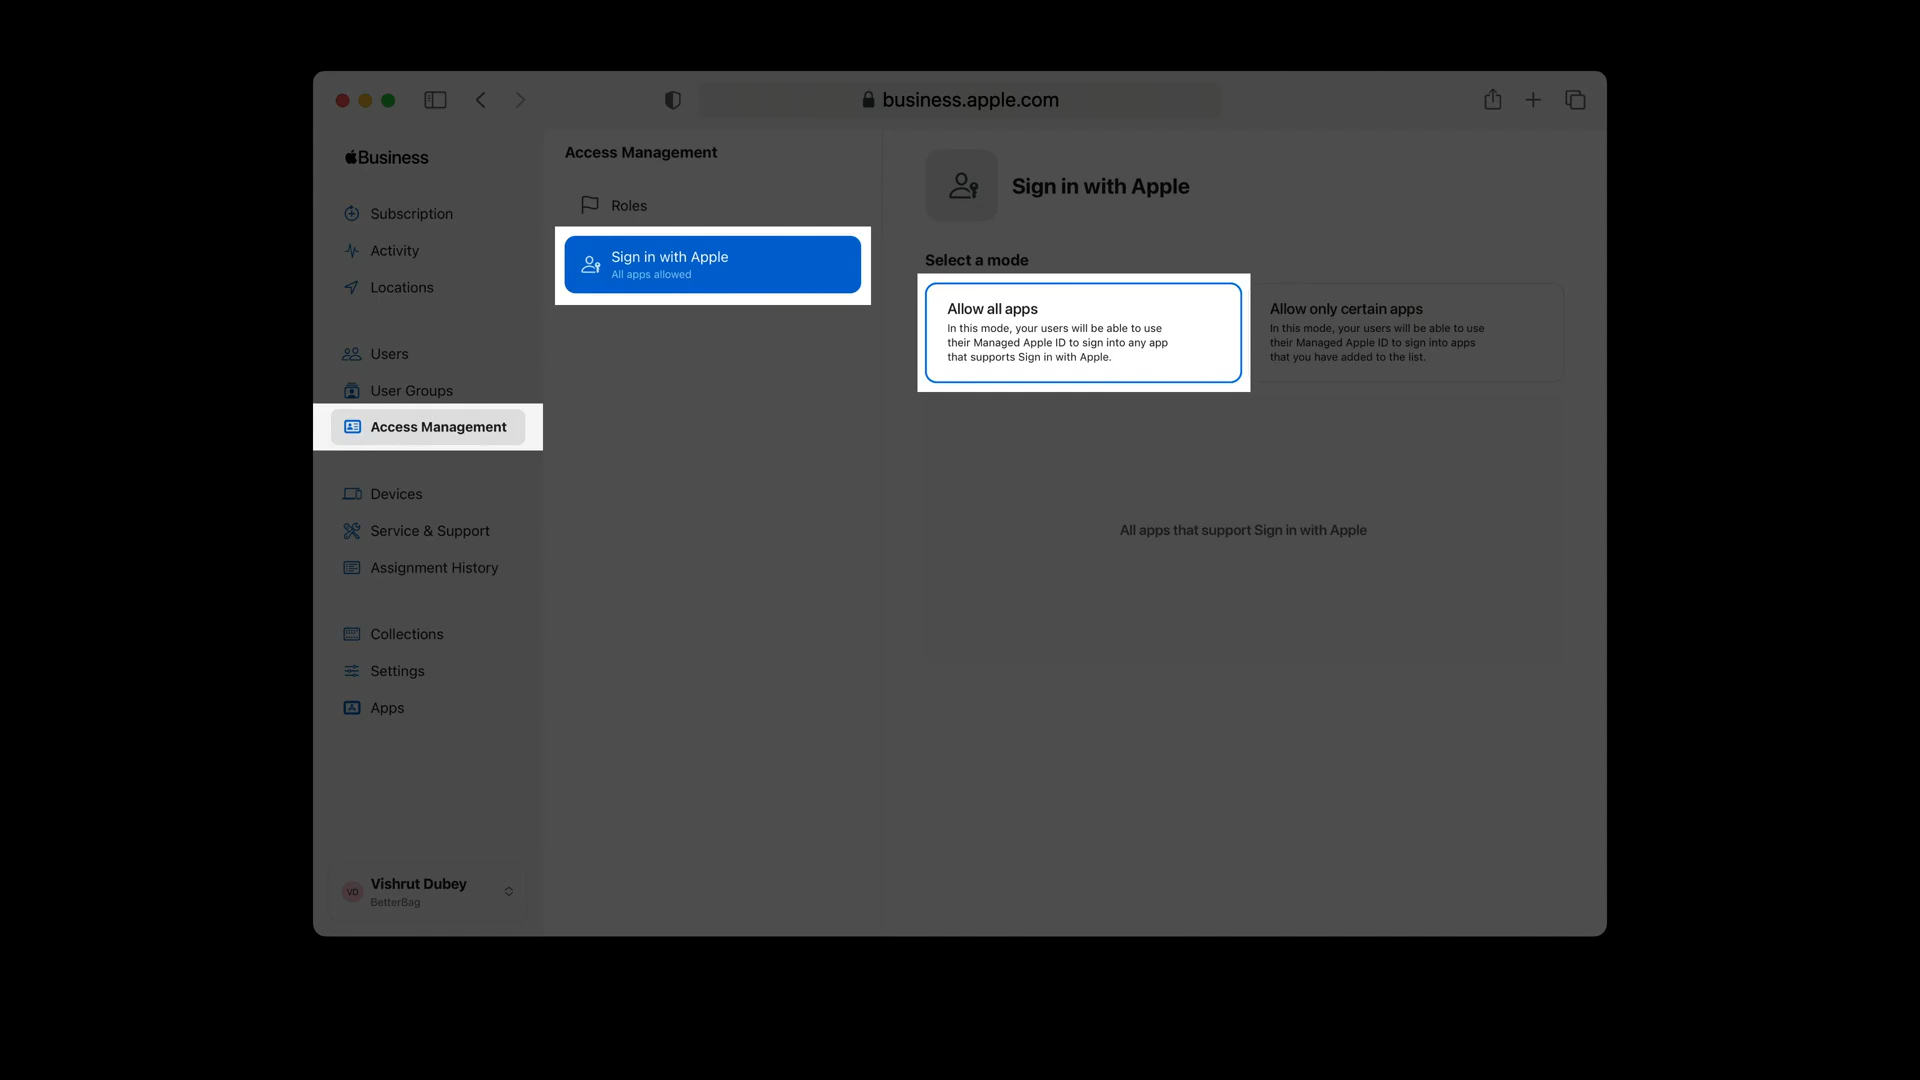 business.apple.com
Business
Subscription
Activity
Locations
Users
User Groups
Access Management
Devices
Service & Support
Assignment History
Collections
Settings
Apps
VD
Vishrut Dubey
BetterBag
Access Management
Roles
Sign in with Apple
All apps allowed
Sign in with Apple
Select a mode
Allow all apps
In this mode, your users will be able to use
their Managed Apple ID to sign into any app
that supports Sign in with Apple.
Allow only certain apps
In this mode, your users will be able to use
their Managed Apple ID to sign into apps
that you have added to the list.
All apps that support Sign in with Apple